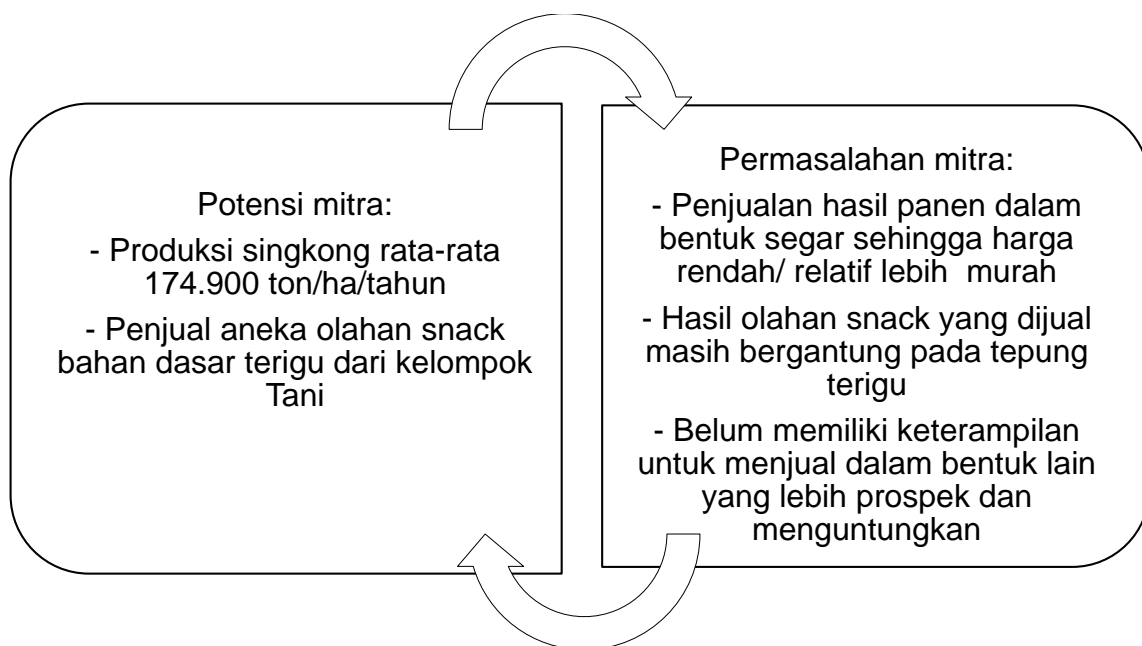 Potensi mitra:
- Produksi singkong rata-rata
174.900 ton/ha/tahun
- Penjual aneka olahan snack
bahan dasar terigu dari kelompok
Tani
Permasalahan mitra:
- Penjualan hasil panen dalam
bentuk segar sehingga harga
rendah/ relatif lebih  murah
- Hasil olahan snack yang dijual
masih bergantung pada tepung
terigu
- Belum memiliki keterampilan
untuk menjual dalam bentuk lain
yang lebih prospek dan
menguntungkan